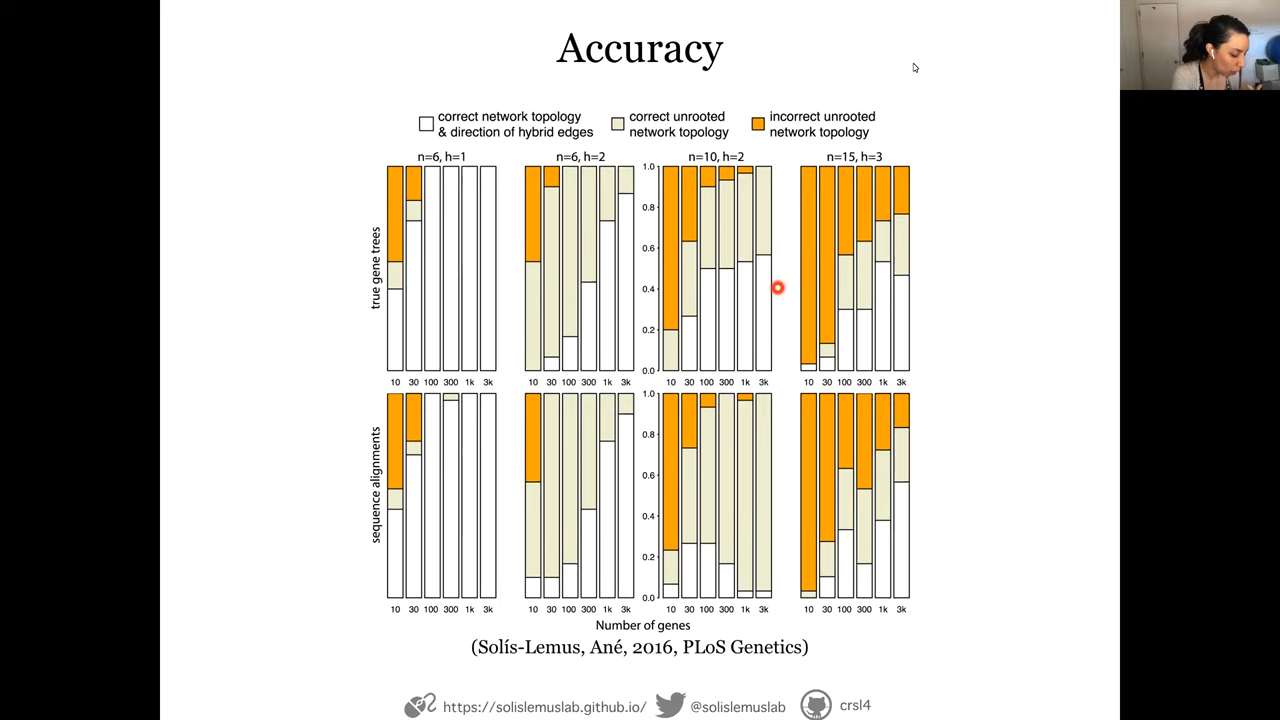 Accuracy
correct network topology
& direction of hybrid edges
correct unrooted
network topology
incorrect unrooted
network topology
n=6, h=1
n=6, h=2
n=10, h=2
n=15, h=3
true gene trees
1.0
0.8
0.6
0.4
0.2
0.0
10 30 100 300 1k 3k
10 30 100 300 1k 3k
10 30 100 300 1k 3k
10 30 100 300 1k 3k
sequence alignments
1.0
0.8
0.6
0.4
0.2
0.0
10 30 100 300 1k 3k
10 30 100 300 1k 3k
10 30 100 300 1k 3k
10 30 100 300 1k 3k
Number of genes
(Solís-Lemus, Ané, 2016, PLoS Genetics)
https://solislemuslab.github.io/
@solislemuslab
crsl4